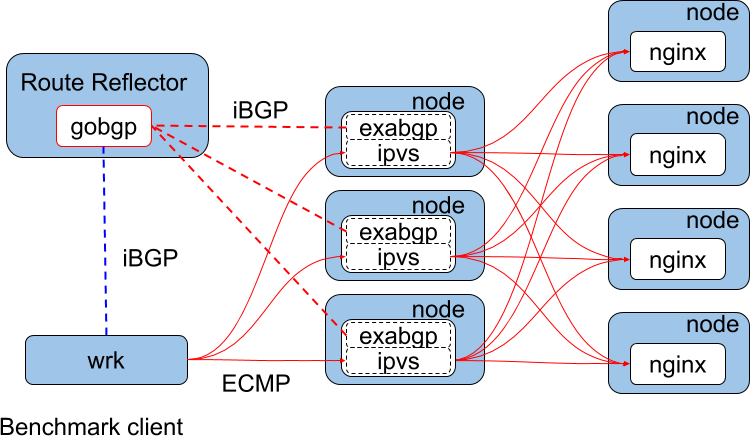 Route Reflector
gobgp
iBGP
iBGP
wrk
ECMP
Benchmark client
node
exabgp
ipvs
node
exabgp
ipvs
node
exabgp
ipvs
node
nginx
node
nginx
node
nginx
node
nginx